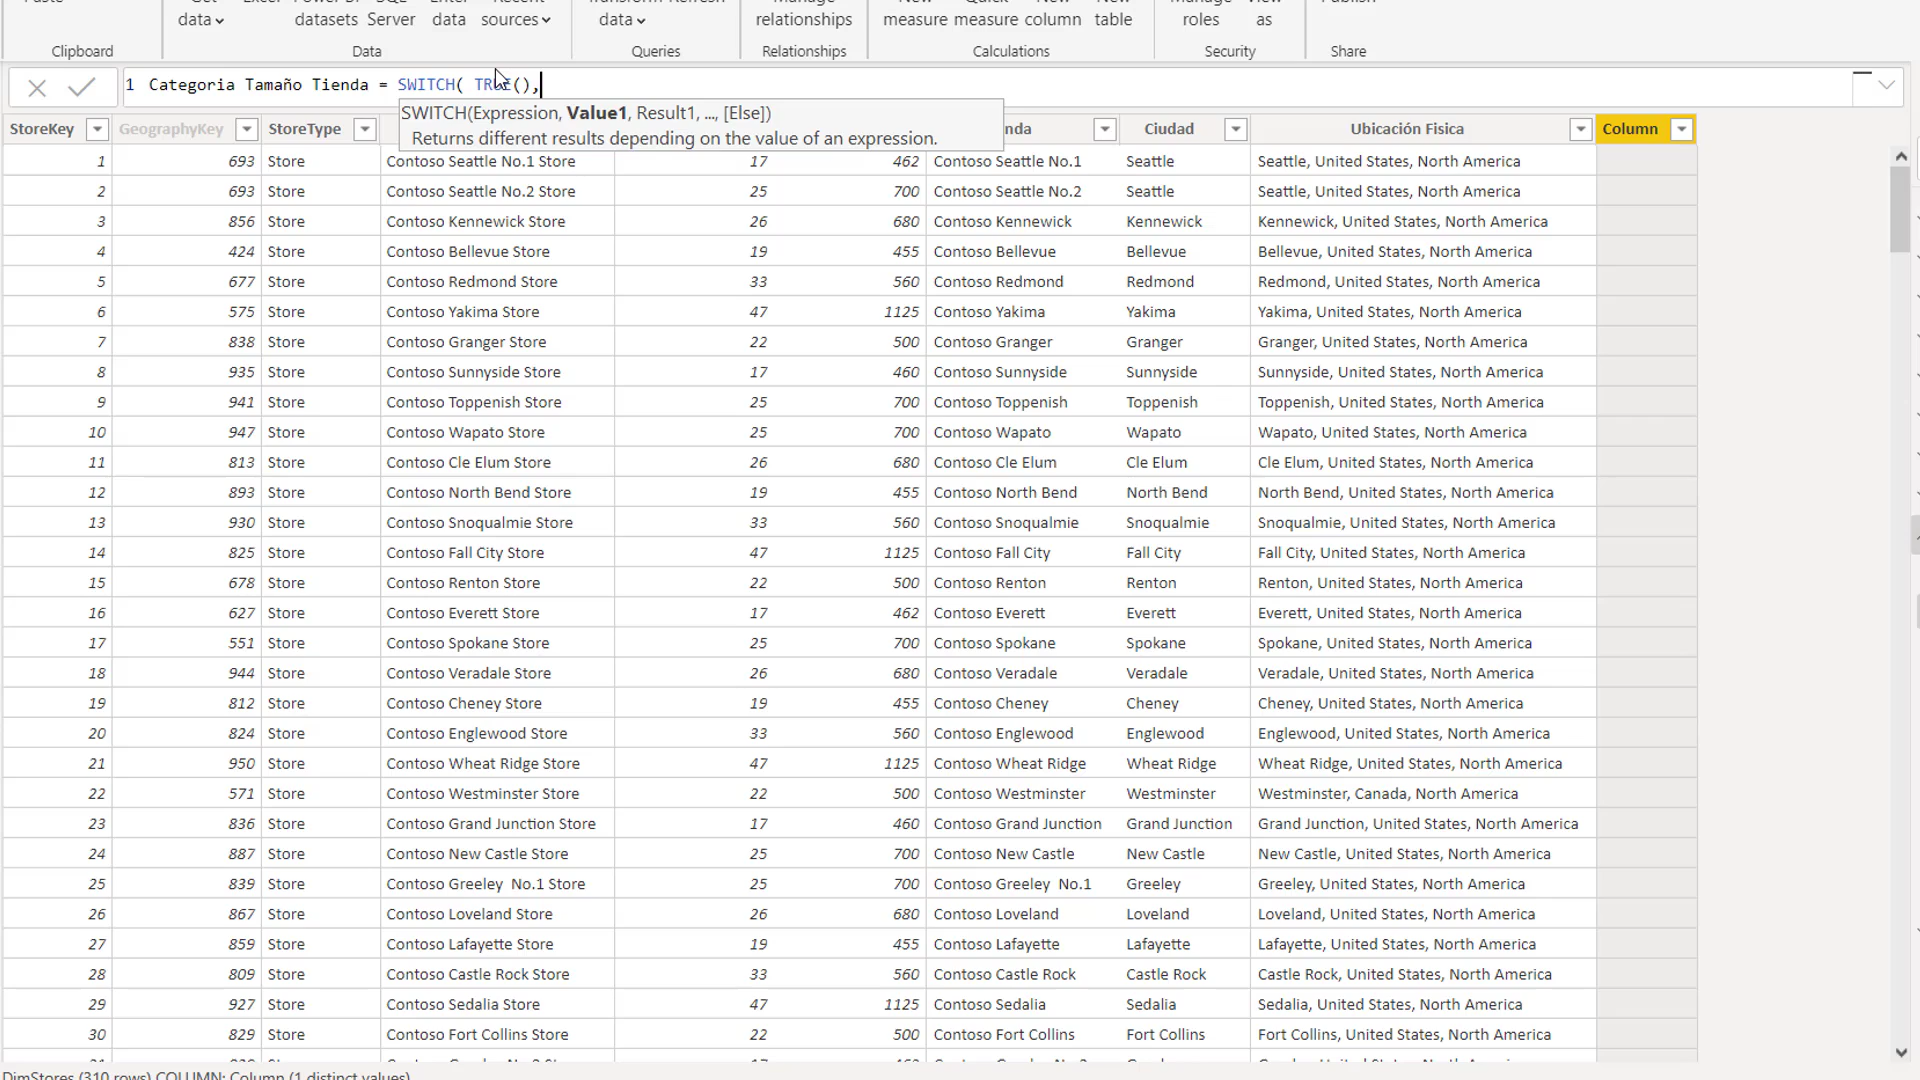 Get data Excel datasets SQL Server Enter data Recent sources Transform data Refresh Manage relationships New measure Quick measure New column New table Manage roles View as Publish
Clipboard Data Queries Relationships Calculations Security Share
1 Categoria Tamaño Tienda = SWITCH( TRUE(),
SWITCH(Expression, Value1, Result1, ..., [Else])
Returns different results depending on the value of an expression.
StoreKey GeographyKey StoreType nda Ciudad Ubicación Fisica Column
1 693 Store Contoso Seattle No.1 Store 17 462 Contoso Seattle No.1 Seattle Seattle, United States, North America
2 693 Store Contoso Seattle No.2 Store 25 700 Contoso Seattle No.2 Seattle Seattle, United States, North America
3 856 Store Contoso Kennewick Store 26 680 Contoso Kennewick Kennewick Kennewick, United States, North America
4 424 Store Contoso Bellevue Store 19 455 Contoso Bellevue Bellevue Bellevue, United States, North America
5 677 Store Contoso Redmond Store 33 560 Contoso Redmond Redmond Redmond, United States, North America
6 575 Store Contoso Yakima Store 47 1125 Contoso Yakima Yakima Yakima, United States, North America
7 838 Store Contoso Granger Store 22 500 Contoso Granger Granger Granger, United States, North America
8 935 Store Contoso Sunnyside Store 17 460 Contoso Sunnyside Sunnyside Sunnyside, United States, North America
9 941 Store Contoso Toppenish Store 25 700 Contoso Toppenish Toppenish Toppenish, United States, North America
10 947 Store Contoso Wapato Store 25 700 Contoso Wapato Wapato Wapato, United States, North America
11 813 Store Contoso Cle Elum Store 26 680 Contoso Cle Elum Cle Elum Cle Elum, United States, North America
12 893 Store Contoso North Bend Store 19 455 Contoso North Bend North Bend North Bend, United States, North America
13 930 Store Contoso Snoqualmie Store 33 560 Contoso Snoqualmie Snoqualmie Snoqualmie, United States, North America
14 825 Store Contoso Fall City Store 47 1125 Contoso Fall City Fall City Fall City, United States, North America
15 678 Store Contoso Renton Store 22 500 Contoso Renton Renton Renton, United States, North America
16 627 Store Contoso Everett Store 17 462 Contoso Everett Everett Everett, United States, North America
17 551 Store Contoso Spokane Store 25 700 Contoso Spokane Spokane Spokane, United States, North America
18 944 Store Contoso Veradale Store 26 680 Contoso Veradale Veradale Veradale, United States, North America
19 812 Store Contoso Cheney Store 19 455 Contoso Cheney Cheney Cheney, United States, North America
20 824 Store Contoso Englewood Store 33 560 Contoso Englewood Englewood Englewood, United States, North America
21 950 Store Contoso Wheat Ridge Store 47 1125 Contoso Wheat Ridge Wheat Ridge Wheat Ridge, United States, North America
22 571 Store Contoso Westminster Store 22 500 Contoso Westminster Westminster Westminster, Canada, North America
23 836 Store Contoso Grand Junction Store 17 460 Contoso Grand Junction Grand Junction Grand Junction, United States, North America
24 887 Store Contoso New Castle Store 25 700 Contoso New Castle New Castle New Castle, United States, North America
25 839 Store Contoso Greeley No.1 Store 25 700 Contoso Greeley No.1 Greeley Greeley, United States, North America
26 867 Store Contoso Loveland Store 26 680 Contoso Loveland Loveland Loveland, United States, North America
27 859 Store Contoso Lafayette Store 19 455 Contoso Lafayette Lafayette Lafayette, United States, North America
28 809 Store Contoso Castle Rock Store 33 560 Contoso Castle Rock Castle Rock Castle Rock, United States, North America
29 927 Store Contoso Sedalia Store 47 1125 Contoso Sedalia Sedalia Sedalia, United States, North America
30 829 Store Contoso Fort Collins Store 22 500 Contoso Fort Collins Fort Collins Fort Collins, United States, North America
DimStores (310 rows) COLUMN: Column (1 distinct values)